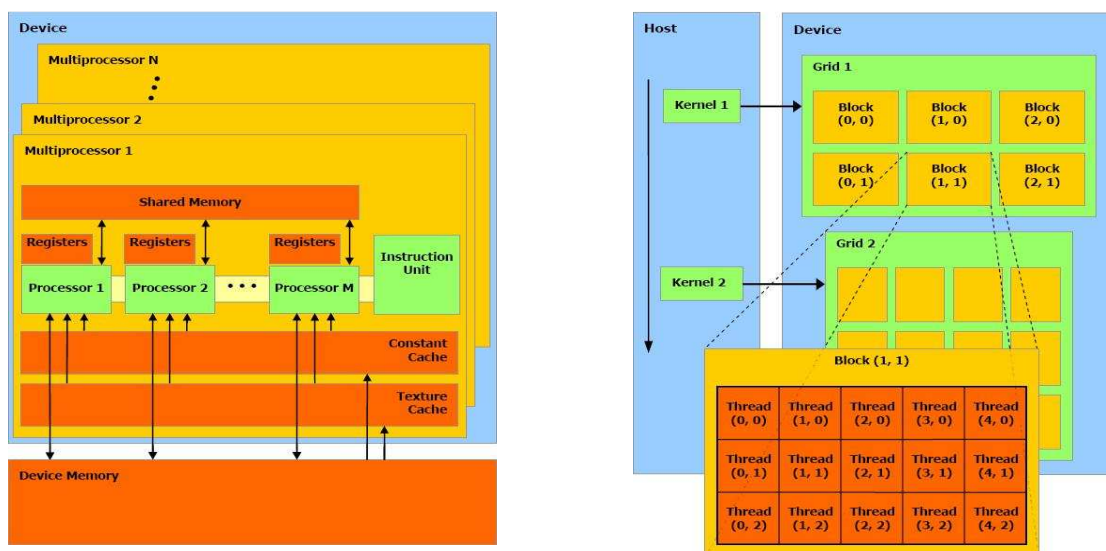 Device
Multiprocessor N
Multiprocessor 2
Multiprocessor 1
Shared Memory
Registers
Registers
Registers
Processor 1
Processor 2
Processor M
Instruction
Unit
Constant
Cache
Texture
Cache
Device Memory
Host
Device
Grid 1
Kernel 1
Block
(0, 0)
Block
(1, 0)
Block
(2, 0)
Block
(0, 1)
Block
(1, 1)
Block
(2, 1)
Grid 2
Kernel 2
Block (1, 1)
Thread
(0, 0)
Thread
(1, 0)
Thread
(2, 0)
Thread
(3, 0)
Thread
(4, 0)
Thread
(0, 1)
Thread
(1, 1)
Thread
(2, 1)
Thread
(3, 1)
Thread
(4, 1)
Thread
(0, 2)
Thread
(1, 2)
Thread
(2, 2)
Thread
(3, 2)
Thread
(4, 2)